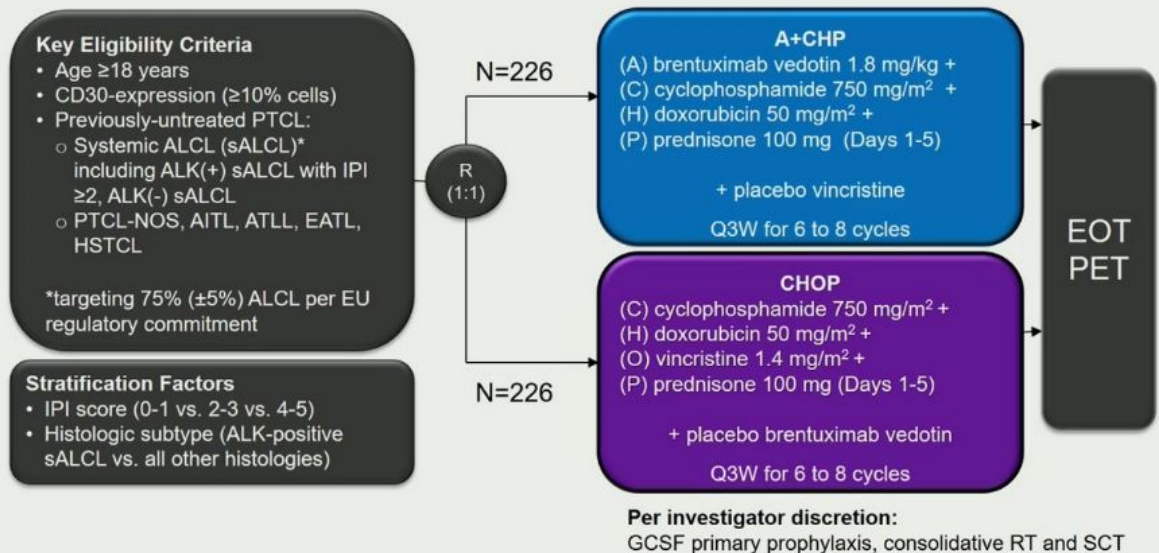 Key Eligibility Criteria
• Age ≥18 years
• CD30-expression (≥10% cells)
• Previously-untreated PTCL:
o Systemic ALCL (sALCL)*
including ALK(+) sALCL with IPI
≥2, ALK(-) sALCL
o PTCL-NOS, AITL, ATLL, EATL,
HSTCL
*targeting 75% (±5%) ALCL per EU
regulatory commitment
Stratification Factors
• IPI score (0-1 vs. 2-3 vs. 4-5)
• Histologic subtype (ALK-positive
sALCL vs. all other histologies)
R
(1:1)
N=226
N=226
A+CHP
(A) brentuximab vedotin 1.8 mg/kg +
(C) cyclophosphamide 750 mg/m² +
(H) doxorubicin 50 mg/m² +
(P) prednisone 100 mg (Days 1-5)
+ placebo vincristine
Q3W for 6 to 8 cycles
CHOP
(C) cyclophosphamide 750 mg/m² +
(H) doxorubicin 50 mg/m² +
(O) vincristine 1.4 mg/m² +
(P) prednisone 100 mg (Days 1-5)
+ placebo brentuximab vedotin
Q3W for 6 to 8 cycles
EOT
PET
Per investigator discretion:
GCSF primary prophylaxis, consolidative RT and SCT